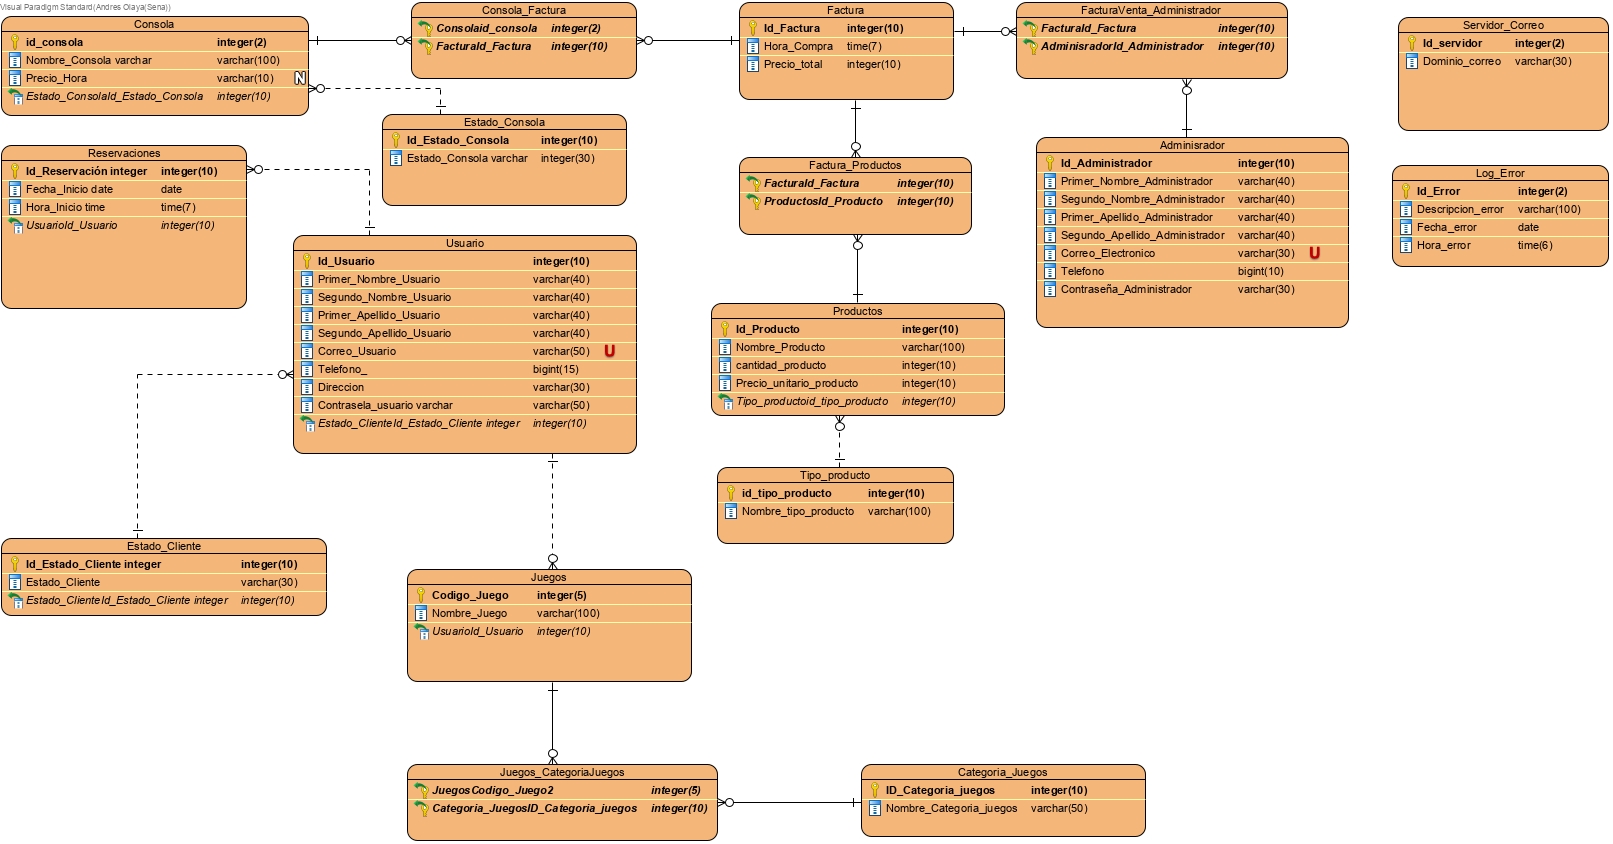 Visual Paradigm Standard(Andres Olaya(Sena))
Consola
id_consola integer(2)
Nombre_Consola varchar varchar(100)
Precio_Hora varchar(10) N
Estado_ConsolaId_Estado_Consola integer(10)
Consola_Factura
Consolaid_consola integer(2)
FacturaId_Factura integer(10)
Factura
Id_Factura integer(10)
Hora_Compra time(7)
Precio_total integer(10)
FacturaVenta_Administrador
FacturaId_Factura integer(10)
AdminisradorId_Administrador integer(10)
Servidor_Correo
Id_servidor integer(2)
Dominio_correo varchar(30)
Estado_Consola
Id_Estado_Consola integer(10)
Estado_Consola varchar integer(30)
Reservaciones
Id_Reservación integer integer(10)
Fecha_Inicio date date
Hora_Inicio time time(7)
UsuarioId_Usuario integer(10)
Factura_Productos
FacturaId_Factura integer(10)
ProductosId_Producto integer(10)
Adminisrador
Id_Administrador integer(10)
Primer_Nombre_Administrador varchar(40)
Segundo_Nombre_Administrador varchar(40)
Primer_Apellido_Administrador varchar(40)
Segundo_Apellido_Administrador varchar(40)
Correo_Electronico varchar(30) U
Telefono bigint(10)
Contraseña_Administrador varchar(30)
Log_Error
Id_Error integer(2)
Descripcion_error varchar(100)
Fecha_error date
Hora_error time(6)
Usuario
Id_Usuario integer(10)
Primer_Nombre_Usuario varchar(40)
Segundo_Nombre_Usuario varchar(40)
Primer_Apellido_Usuario varchar(40)
Segundo_Apellido_Usuario varchar(40)
Correo_Usuario varchar(50) U
Telefono_ bigint(15)
Direccion varchar(30)
Contrasela_usuario varchar varchar(50)
Estado_ClienteId_Estado_Cliente integer integer(10)
Productos
Id_Producto integer(10)
Nombre_Producto varchar(100)
cantidad_producto integer(10)
Precio_unitario_producto integer(10)
Tipo_productoid_tipo_producto integer(10)
Tipo_producto
id_tipo_producto integer(10)
Nombre_tipo_producto varchar(100)
Estado_Cliente
Id_Estado_Cliente integer integer(10)
Estado_Cliente varchar(30)
Estado_ClienteId_Estado_Cliente integer integer(10)
Juegos
Codigo_Juego integer(5)
Nombre_Juego varchar(100)
UsuarioId_Usuario integer(10)
Juegos_CategoriaJuegos
JuegosCodigo_Juego2 integer(5)
Categoria_JuegosID_Categoria_juegos integer(10)
Categoria_Juegos
ID_Categoria_juegos integer(10)
Nombre_Categoria_juegos varchar(50)